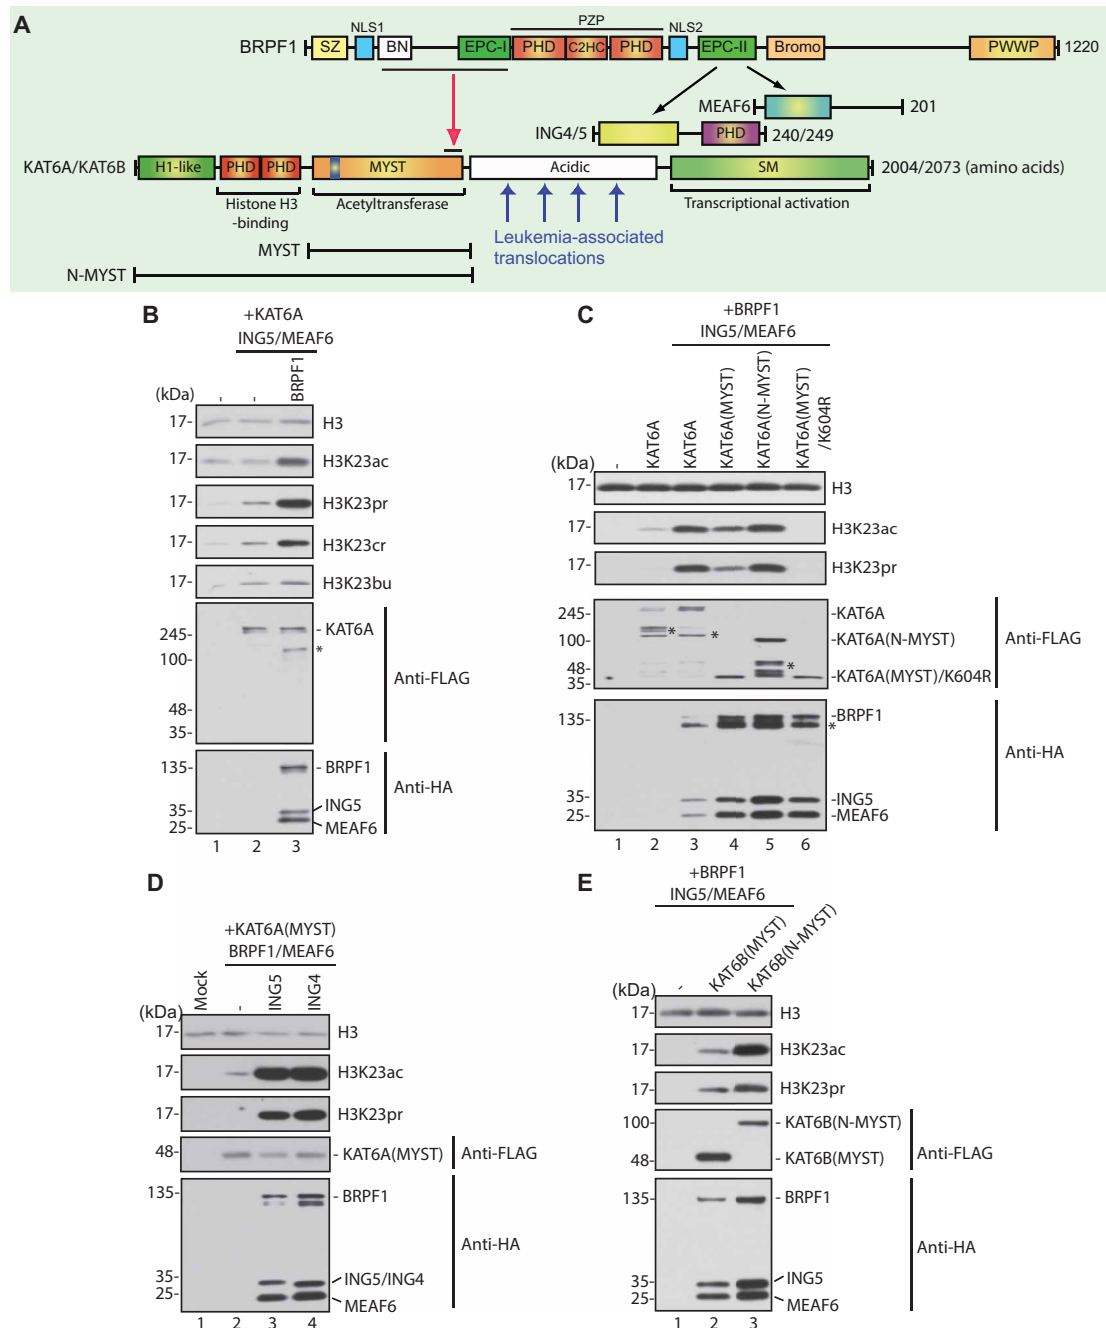 A
PZP
NLS1
NLS2
BRPF1
SZ
BN
EPC-I
PHD
C2HC
PHD
EPC-II
Bromo
PWWP
1220
MEAF6
201
ING4/5
PHD
240/249
KAT6A/KAT6B
H1-like
PHD
PHD
MYST
Acidic
SM
2004/2073 (amino acids)
Histone H3
-binding
Acetyltransferase
Transcriptional activation
Leukemia-associated
translocations
MYST
N-MYST
B
+KAT6A
ING5/MEAF6
(kDa)
-
-
BRPF1
17-
H3
17-
H3K23ac
17-
H3K23pr
17-
H3K23cr
17-
H3K23bu
245-
-KAT6A
100-
*
48-
35-
Anti-FLAG
135-
-BRPF1
35-
ING5
25-
MEAF6
Anti-HA
1 2 3
C
+BRPF1
ING5/MEAF6
(kDa)
-
KAT6A
KAT6A
KAT6A(MYST)
KAT6A(N-MYST)
KAT6A(MYST)
/K604R
17-
H3
17-
H3K23ac
17-
H3K23pr
245-
-KAT6A
*
*
100-
-KAT6A(N-MYST)
48-
*
35-
-KAT6A(MYST)/K604R
Anti-FLAG
135-
-BRPF1
*
35-
-ING5
25-
-MEAF6
Anti-HA
1 2 3 4 5 6
D
+KAT6A(MYST)
BRPF1/MEAF6
(kDa)
Mock
-
ING5
ING4
17-
H3
17-
H3K23ac
17-
H3K23pr
48-
- KAT6A(MYST)
Anti-FLAG
135-
- BRPF1
35-
ING5/ING4
25-
MEAF6
Anti-HA
1 2 3 4
E
+BRPF1
ING5/MEAF6
(kDa)
-
KAT6B(MYST)
KAT6B(N-MYST)
17-
H3
17-
H3K23ac
17-
H3K23pr
100-
- KAT6B(N-MYST)
48-
- KAT6B(MYST)
Anti-FLAG
135-
- BRPF1
35-
ING5
25-
MEAF6
Anti-HA
1 2 3